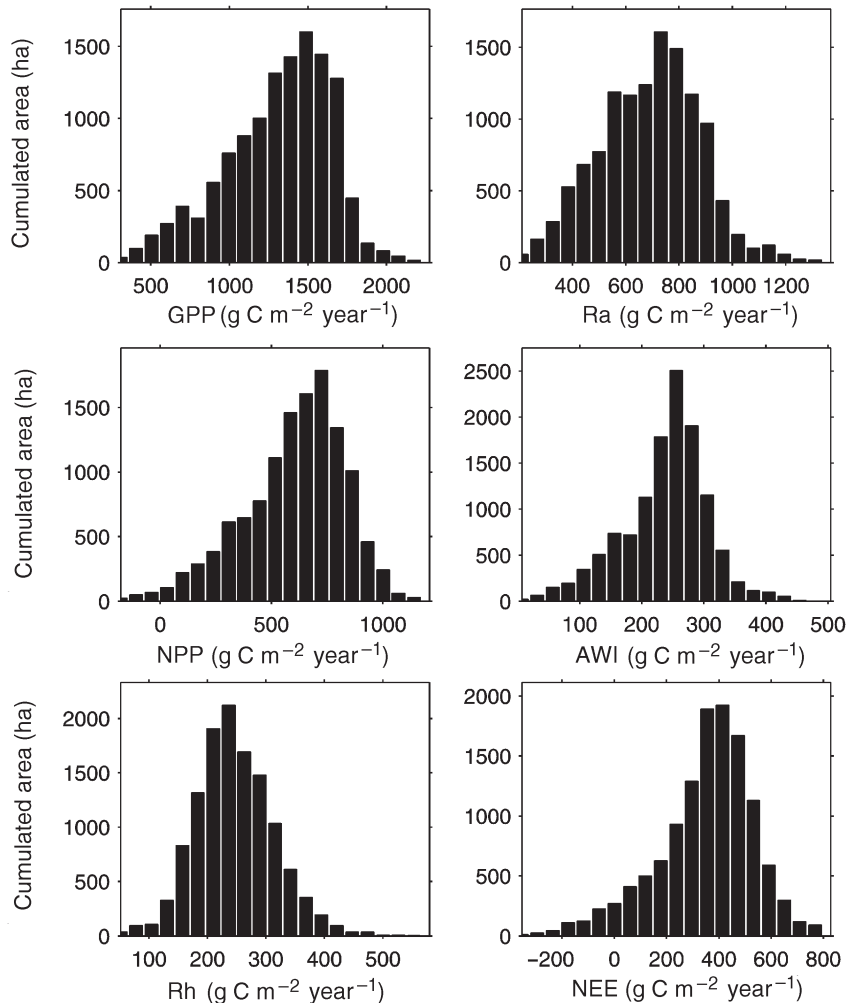 Cumulated area (ha)
1500
1000
500
0
500 1000 1500 2000
GPP (g C m−2 year−1)
1500
1000
500
0
400 600 800 1000 1200
Ra (g C m−2 year−1)
Cumulated area (ha)
1500
1000
500
0
0 500 1000
NPP (g C m−2 year−1)
2500
2000
1500
1000
500
0
100 200 300 400 500
AWI (g C m−2 year−1)
Cumulated area (ha)
2000
1500
1000
500
0
100 200 300 400 500
Rh (g C m−2 year−1)
2000
1500
1000
500
0
−200 0 200 400 600 800
NEE (g C m−2 year−1)